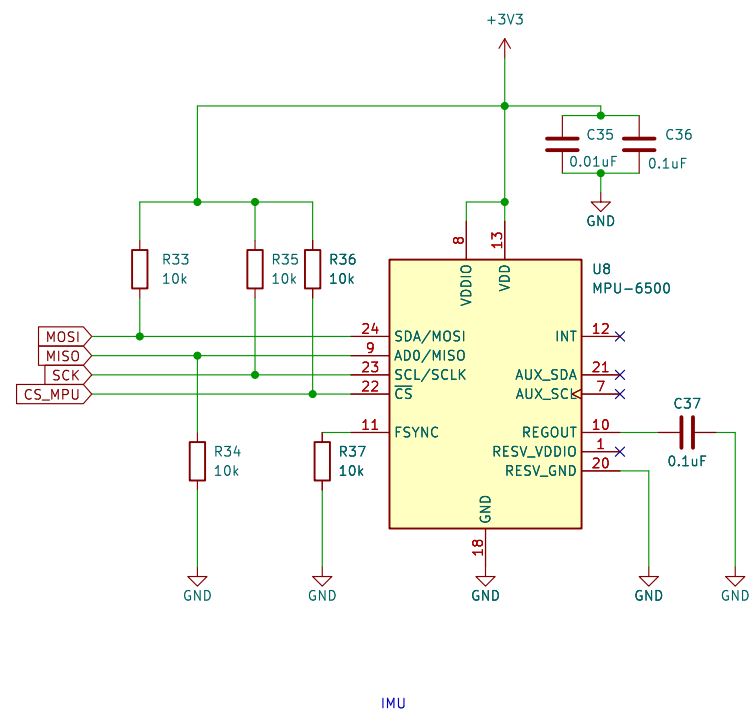 +3V3
C35
0.01uF
C36
0.1uF
GND
R33
10k
R35
10k
R36
10k
8
13
VDDIO
VDD
U8
MPU-6500
MOSI
24
SDA/MOSI
INT
12
MISO
9
AD0/MISO
SCK
23
SCL/SCLK
AUX_SDA
21
CS_MPU
22
CS
AUX_SCL
7
11
FSYNC
REGOUT
10
C37
0.1uF
RESV_VDDIO
1
RESV_GND
20
R34
10k
R37
10k
GND
18
GND
GND
GND
GND
GND
IMU